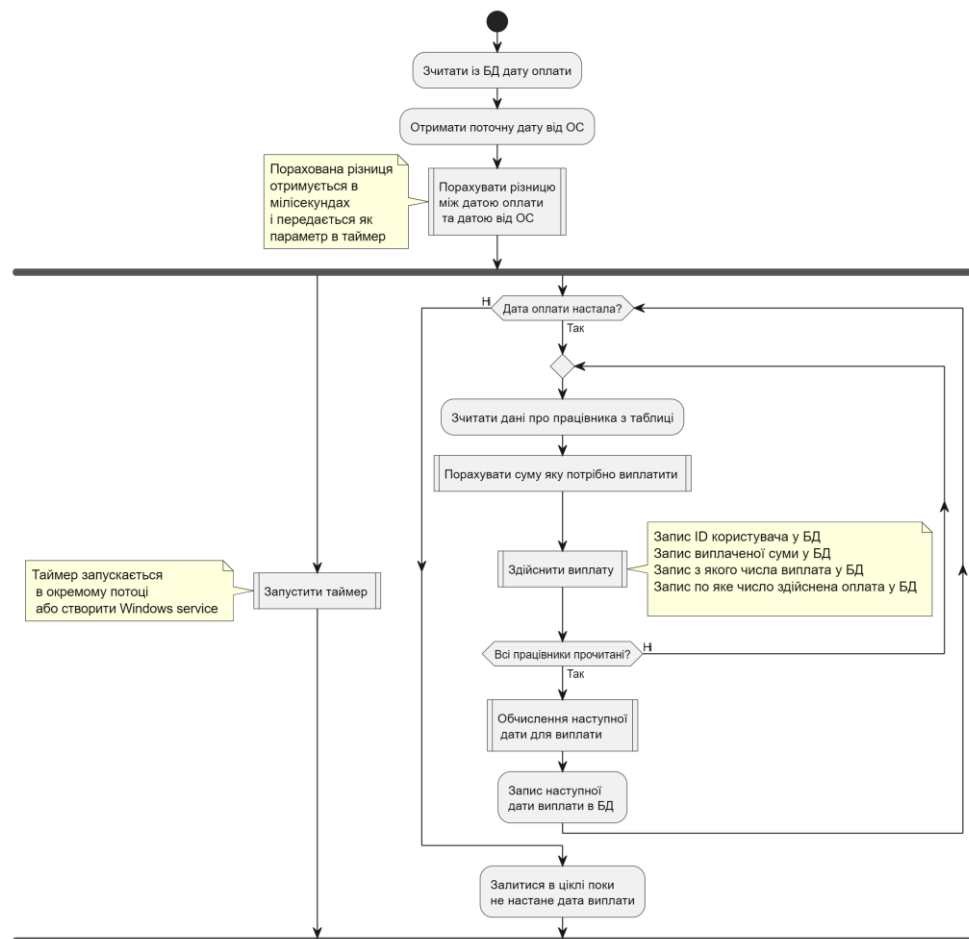 Зчитати із БД дату оплати
Отримати поточну дату від ОС
Порахована різниця
отримується в
мілісекундах
і передається як
параметр в таймер
Порахувати різницю
між датою оплати
та датою від ОС
Ні
Дата оплати настала?
Так
Зчитати дані про працівника з таблиці
Порахувати суму яку потрібно виплатити
Таймер запускається
в окремому потоці
або створити Windows service
Запустити таймер
Здійснити виплату
Запис ID користувача у БД
Запис виплаченої суми у БД
Запис з якого числа виплата у БД
Запис по яке число здійснена оплата у БД
Всі працівники прочитані?
Ні
Так
Обчислення наступної
дати для виплати
Запис наступної
дати виплати в БД
Залитися в циклі поки
не настане дата виплати